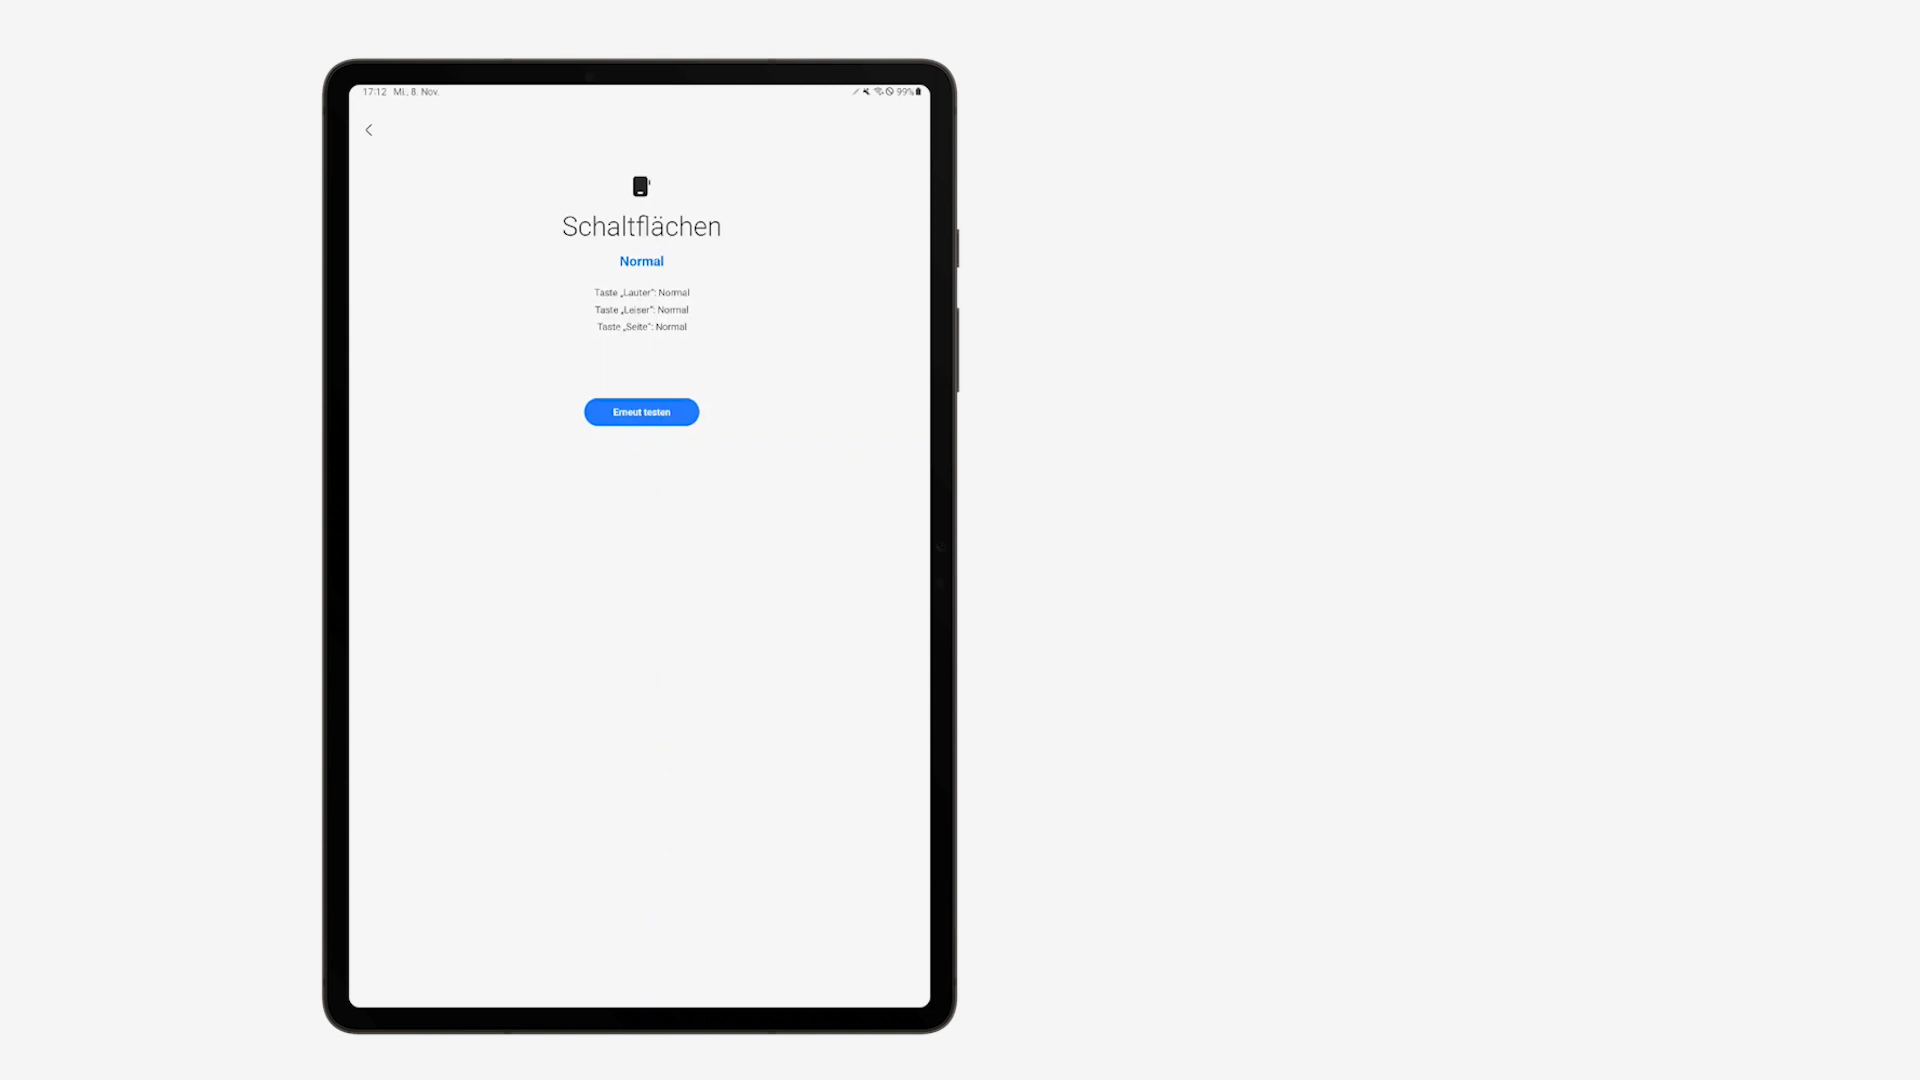 17:12 Mi., 8. Nov.
99%
Schaltflächen
Normal
Taste „Lauter“: Normal
Taste „Leiser“: Normal
Taste „Seite“: Normal
Erneut testen